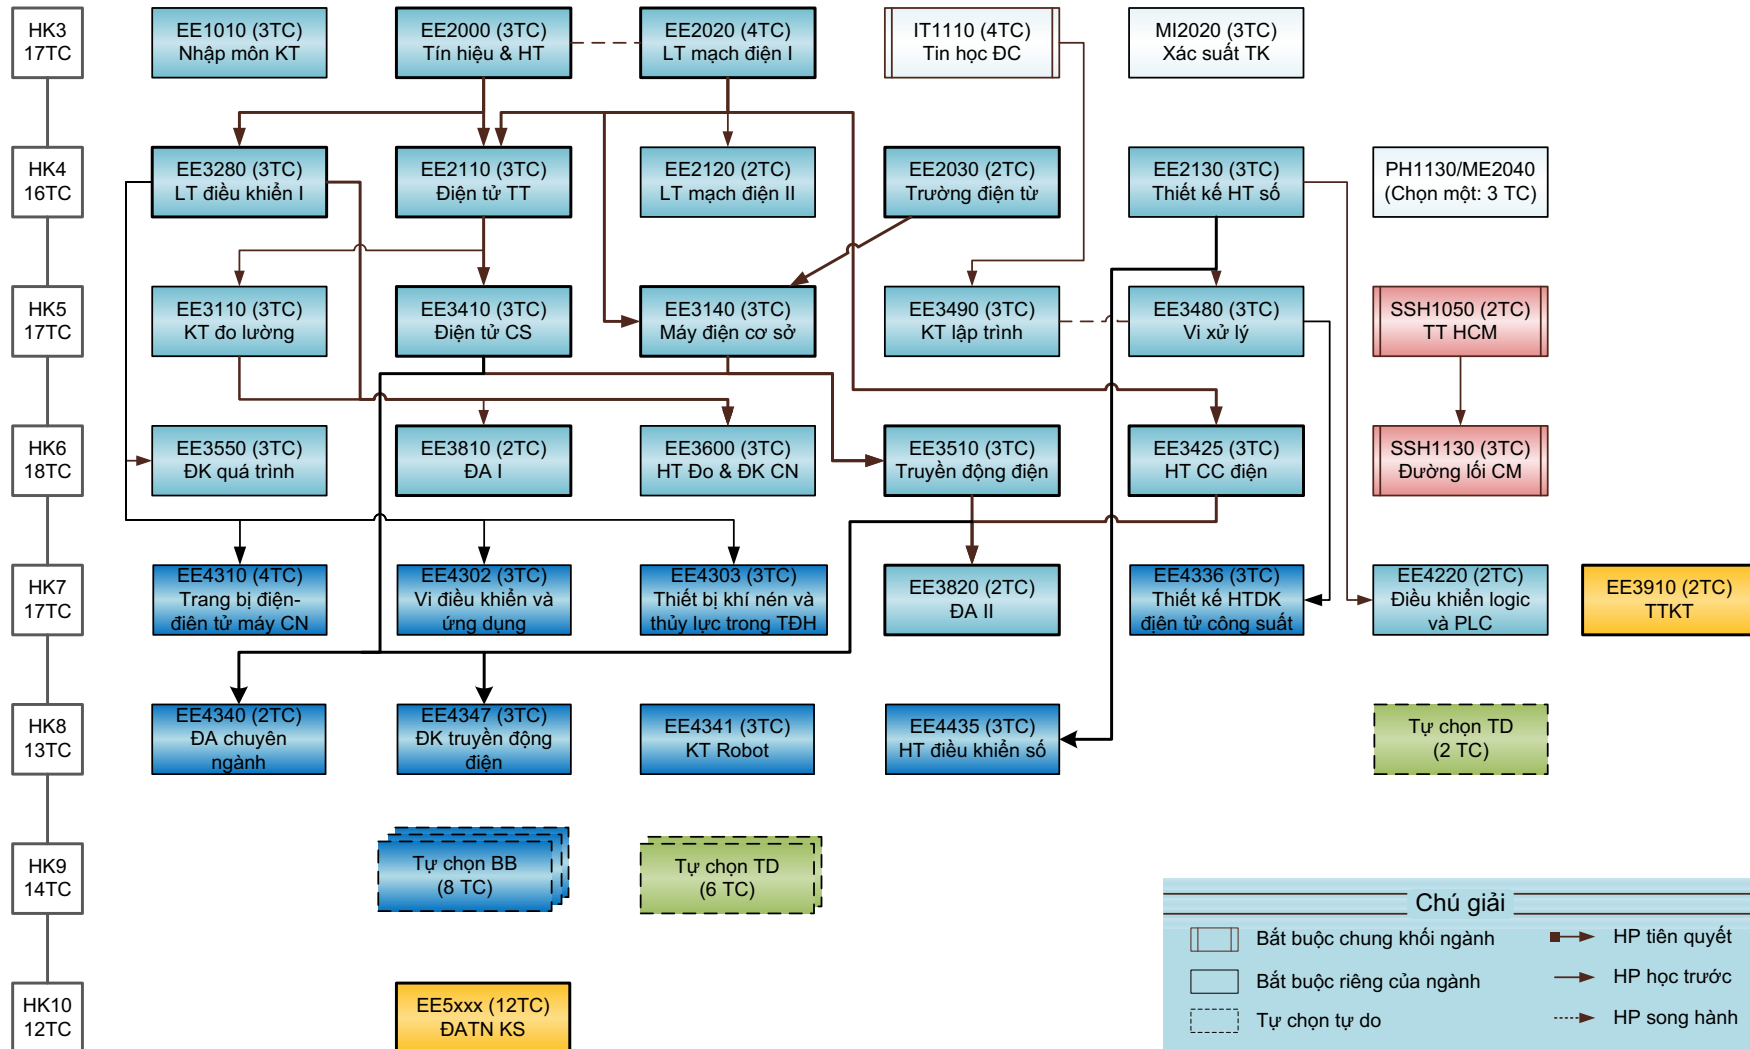 HK3
17TC
EE1010 (3TC)
Nhập môn KT
EE2000 (3TC)
Tín hiệu & HT
EE2020 (4TC)
LT mạch điện I
IT1110 (4TC)
Tin học ĐC
MI2020 (3TC)
Xác suất TK
HK4
16TC
EE3280 (3TC)
LT điều khiển I
EE2110 (3TC)
Điện tử TT
EE2120 (2TC)
LT mạch điện II
EE2030 (2TC)
Trường điện từ
EE2130 (3TC)
Thiết kế HT số
PH1130/ME2040
(Chọn một: 3 TC)
HK5
17TC
EE3110 (3TC)
KT đo lường
EE3410 (3TC)
Điện tử CS
EE3140 (3TC)
Máy điện cơ sở
EE3490 (3TC)
KT lập trình
EE3480 (3TC)
Vi xử lý
SSH1050 (2TC)
TT HCM
HK6
18TC
EE3550 (3TC)
ĐK quá trình
EE3810 (2TC)
ĐA I
EE3600 (3TC)
HT Đo & ĐK CN
EE3510 (3TC)
Truyền động điện
EE3425 (3TC)
HT CC điện
SSH1130 (3TC)
Đường lối CM
HK7
17TC
EE4310 (4TC)
Trang bị điện-
điện tử máy CN
EE4302 (3TC)
Vi điều khiển và
ứng dụng
EE4303 (3TC)
Thiết bị khí nén và
thủy lực trong TĐH
EE3820 (2TC)
ĐA II
EE4336 (3TC)
Thiết kế HTDK
địên tử công suất
EE4220 (2TC)
Điều khiển logic
và PLC
EE3910 (2TC)
TTKT
HK8
13TC
EE4340 (2TC)
ĐA chuyên
ngành
EE4347 (3TC)
ĐK truyền động
điện
EE4341 (3TC)
KT Robot
EE4435 (3TC)
HT điều khiển số
Tự chọn TD
(2 TC)
HK9
14TC
Tự chọn BB
(8 TC)
Tự chọn TD
(6 TC)
HK10
12TC
EE5xxx (12TC)
ĐATN KS
Chú giải
Bắt buộc chung khối ngành
HP tiên quyết
Bắt buộc riêng của ngành
HP học trước
Tự chọn tự do
HP song hành